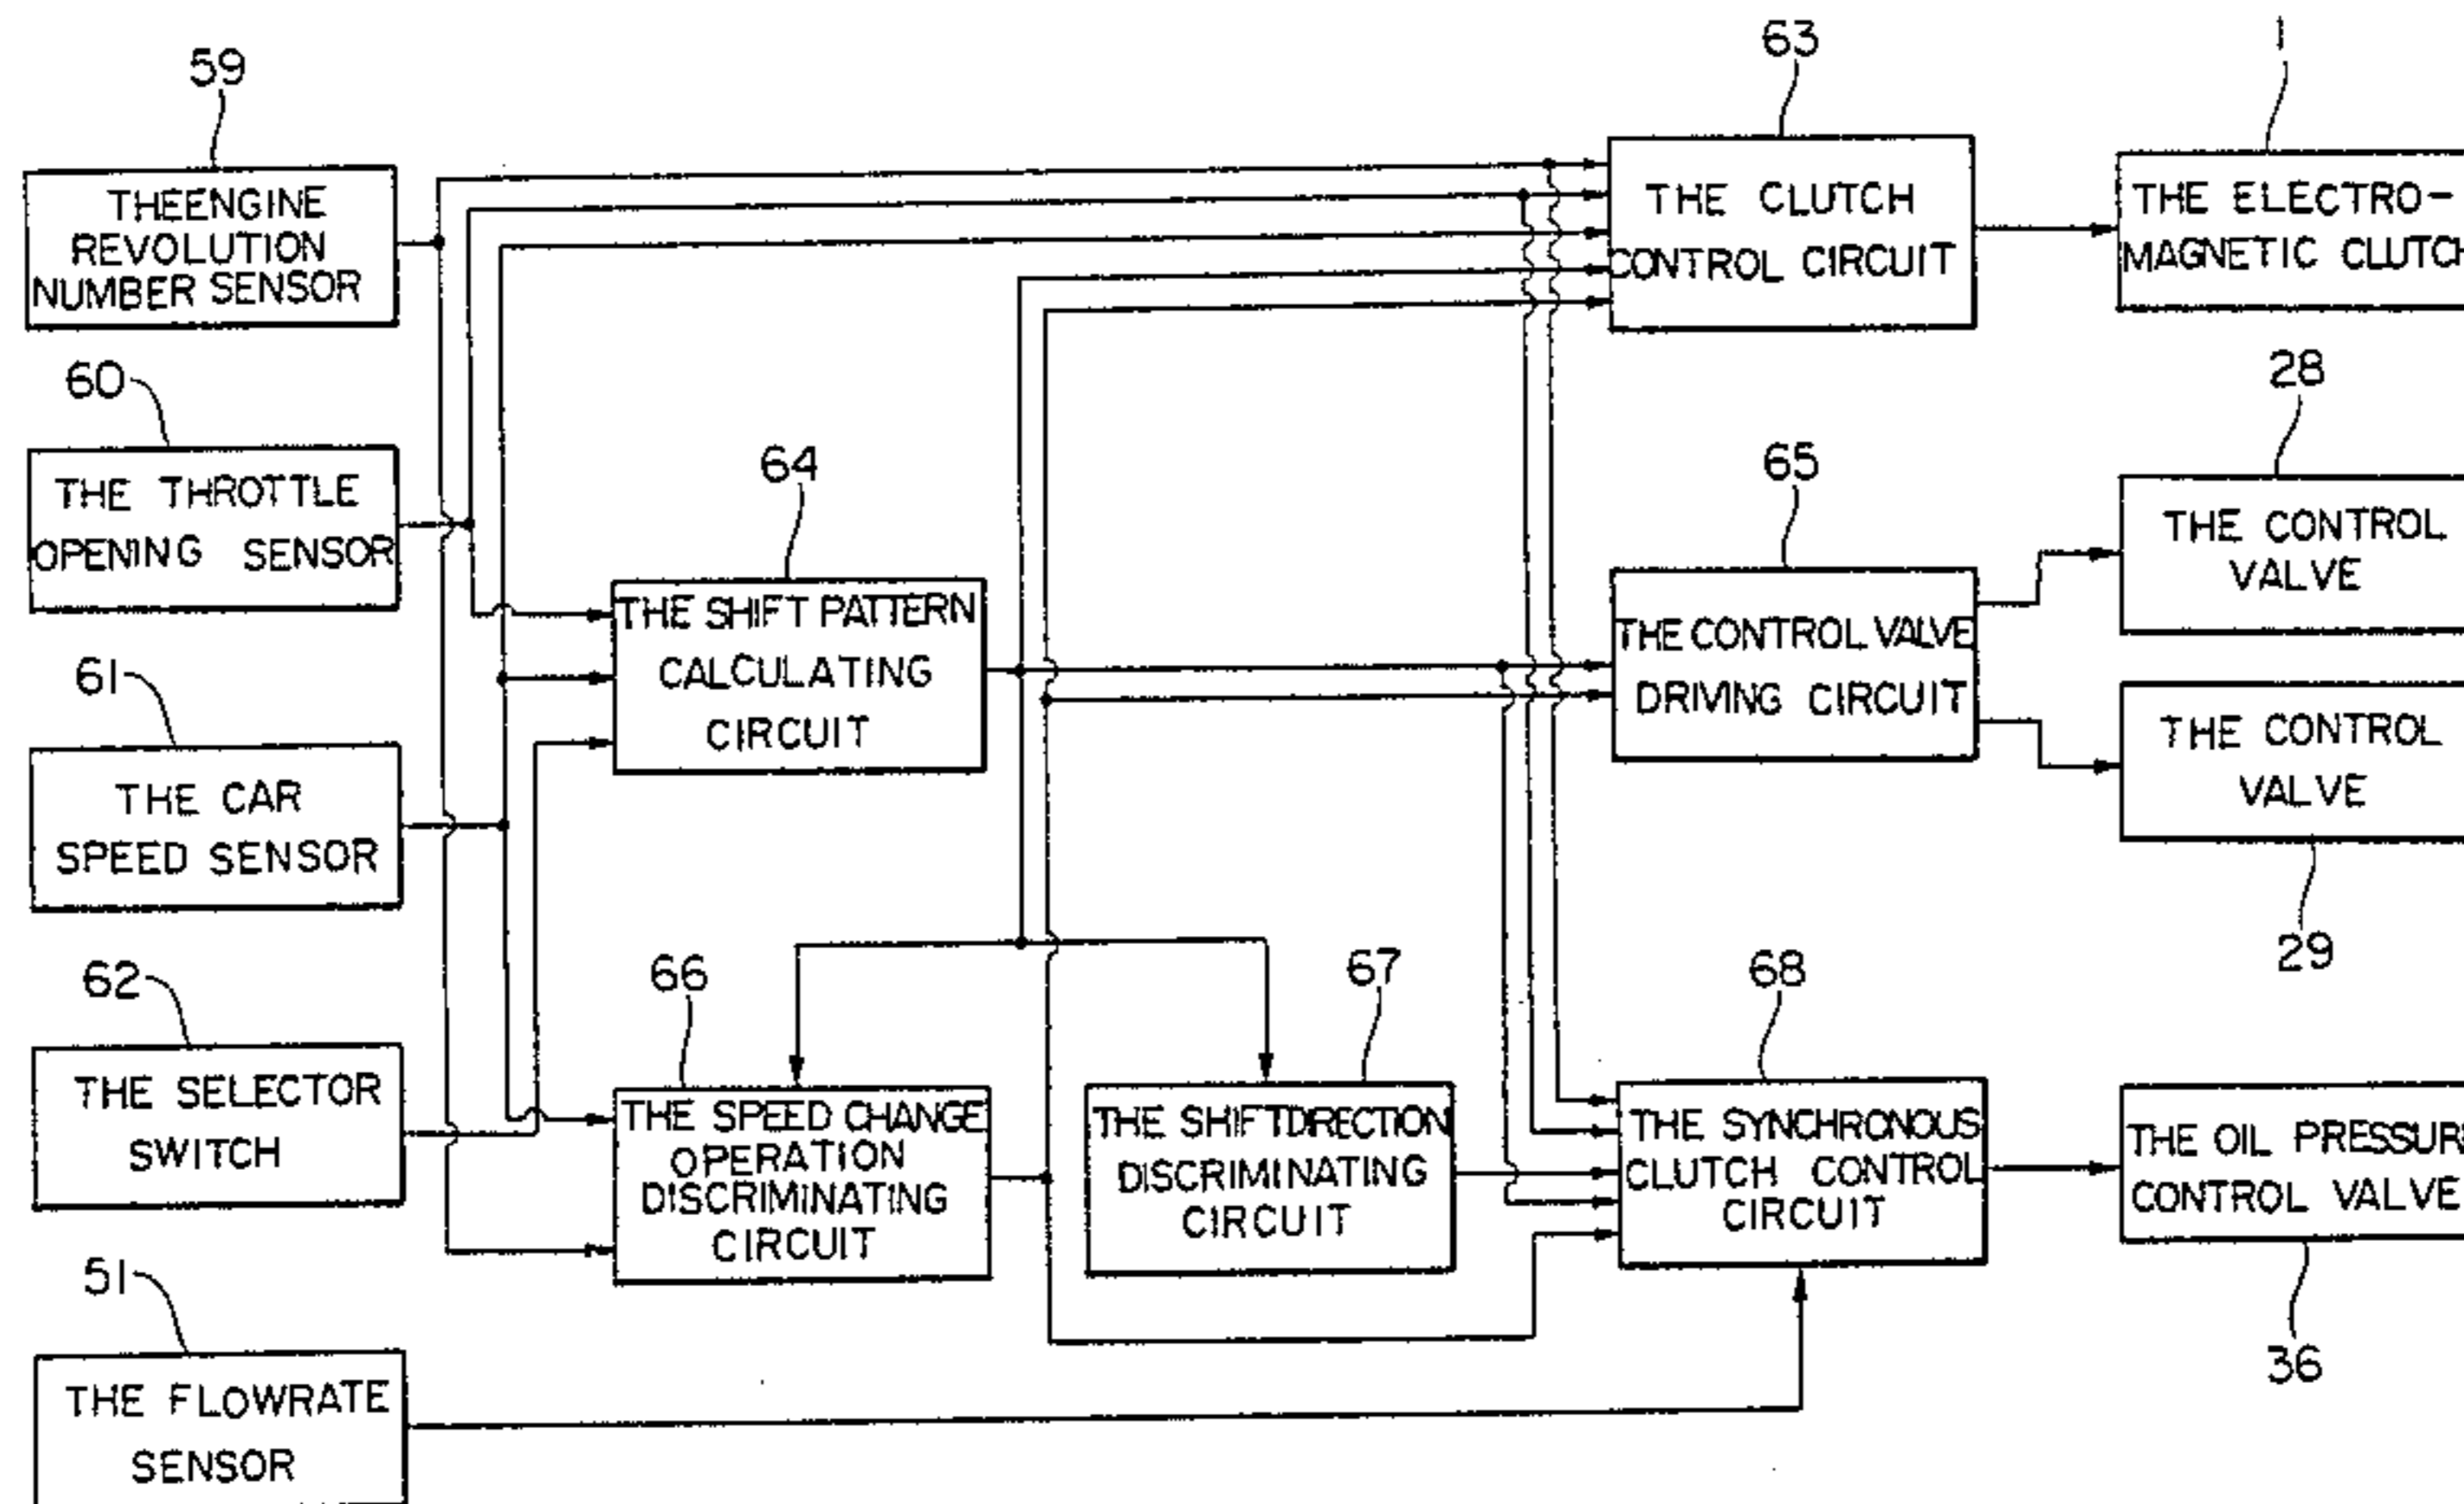 59
THEENGINE
REVOLUTION
NUMBER SENSOR
63
THE CLUTCH
CONTROL CIRCUIT
1
THE ELECTRO-
MAGNETIC CLUTCH
60
THE THROTTLE
OPENING SENSOR
64
THE SHIFT PATTERN
CALCULATING
CIRCUIT
65
THE CONTROL VALVE
DRIVING CIRCUIT
28
THE CONTROL
VALVE
61
THE CAR
SPEED SENSOR
THE CONTROL
VALVE
29
62
THE SELECTOR
SWITCH
66
THE SPEED CHANGE
OPERATION
DISCRIMINATING
CIRCUIT
67
THE SHIFTDIRECTION
DISCRIMINATING
CIRCUIT
68
THE SYNCHRONOUS
CLUTCH CONTROL
CIRCUIT
THE OIL PRESSURE
CONTROL VALVE
36
51
THE FLOWRATE
SENSOR